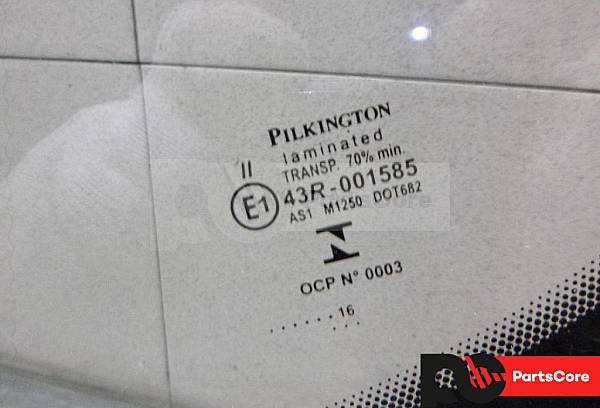 PILKINGTON
laminated
TRANSP. 70% min.
II
E1 43R-001585
AS1 M1250 DOT682
OCP N° 0003
......16
...
PartsCore